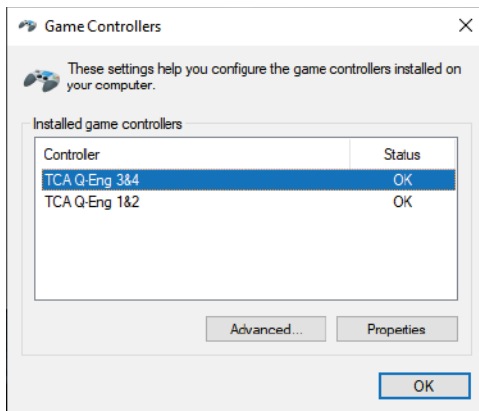 Game Controllers
These settings help you configure the game controllers installed on
your computer.
Installed game controllers
Controller Status
TCA Q-Eng 3&4 OK
TCA Q-Eng 1&2 OK
Advanced... Properties
OK